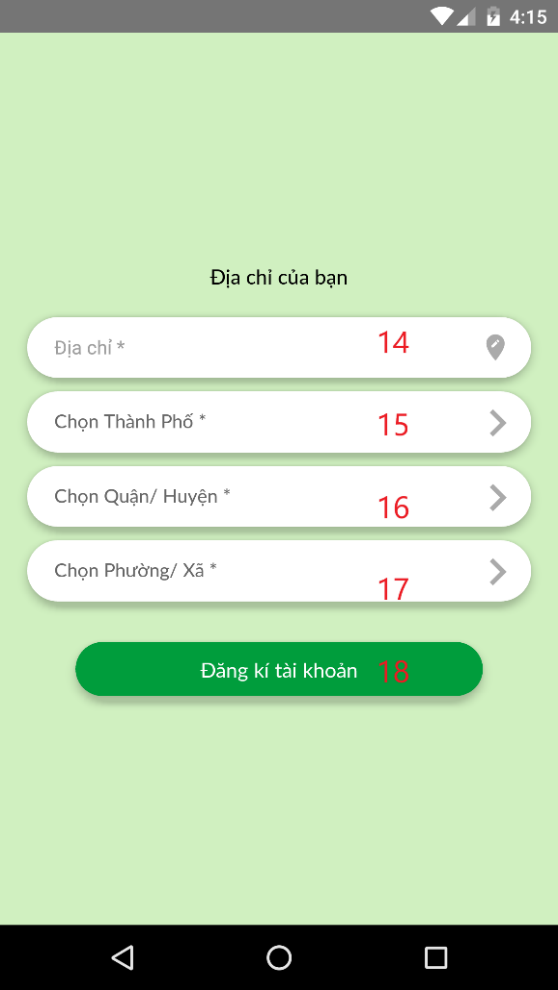 4:15
Địa chỉ của bạn
Địa chỉ * 14
Chọn Thành Phố * 15
Chọn Quận/ Huyện * 16
Chọn Phường/ Xã * 17
Đăng kí tài khoản 18